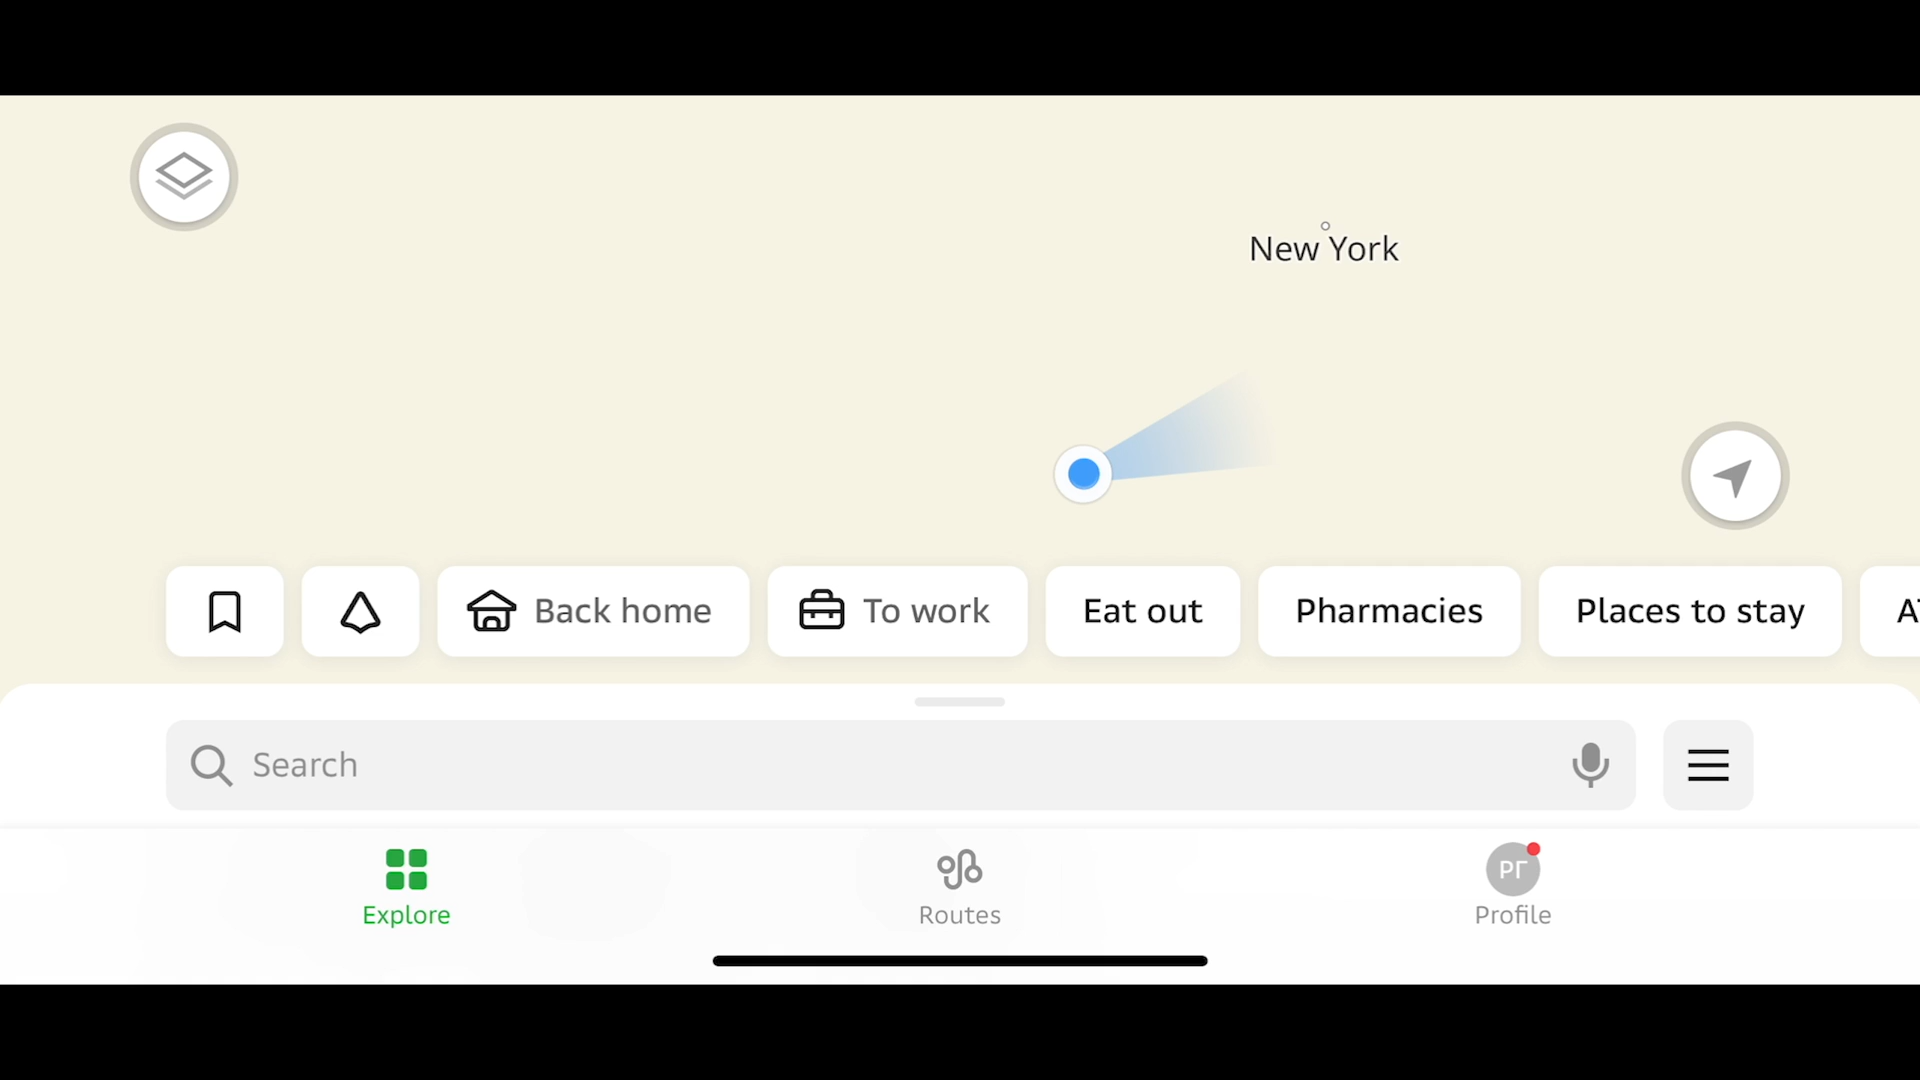 New York
Back home
To work
Eat out
Pharmacies
Places to stay
Search
Explore
Routes
РГ
Profile